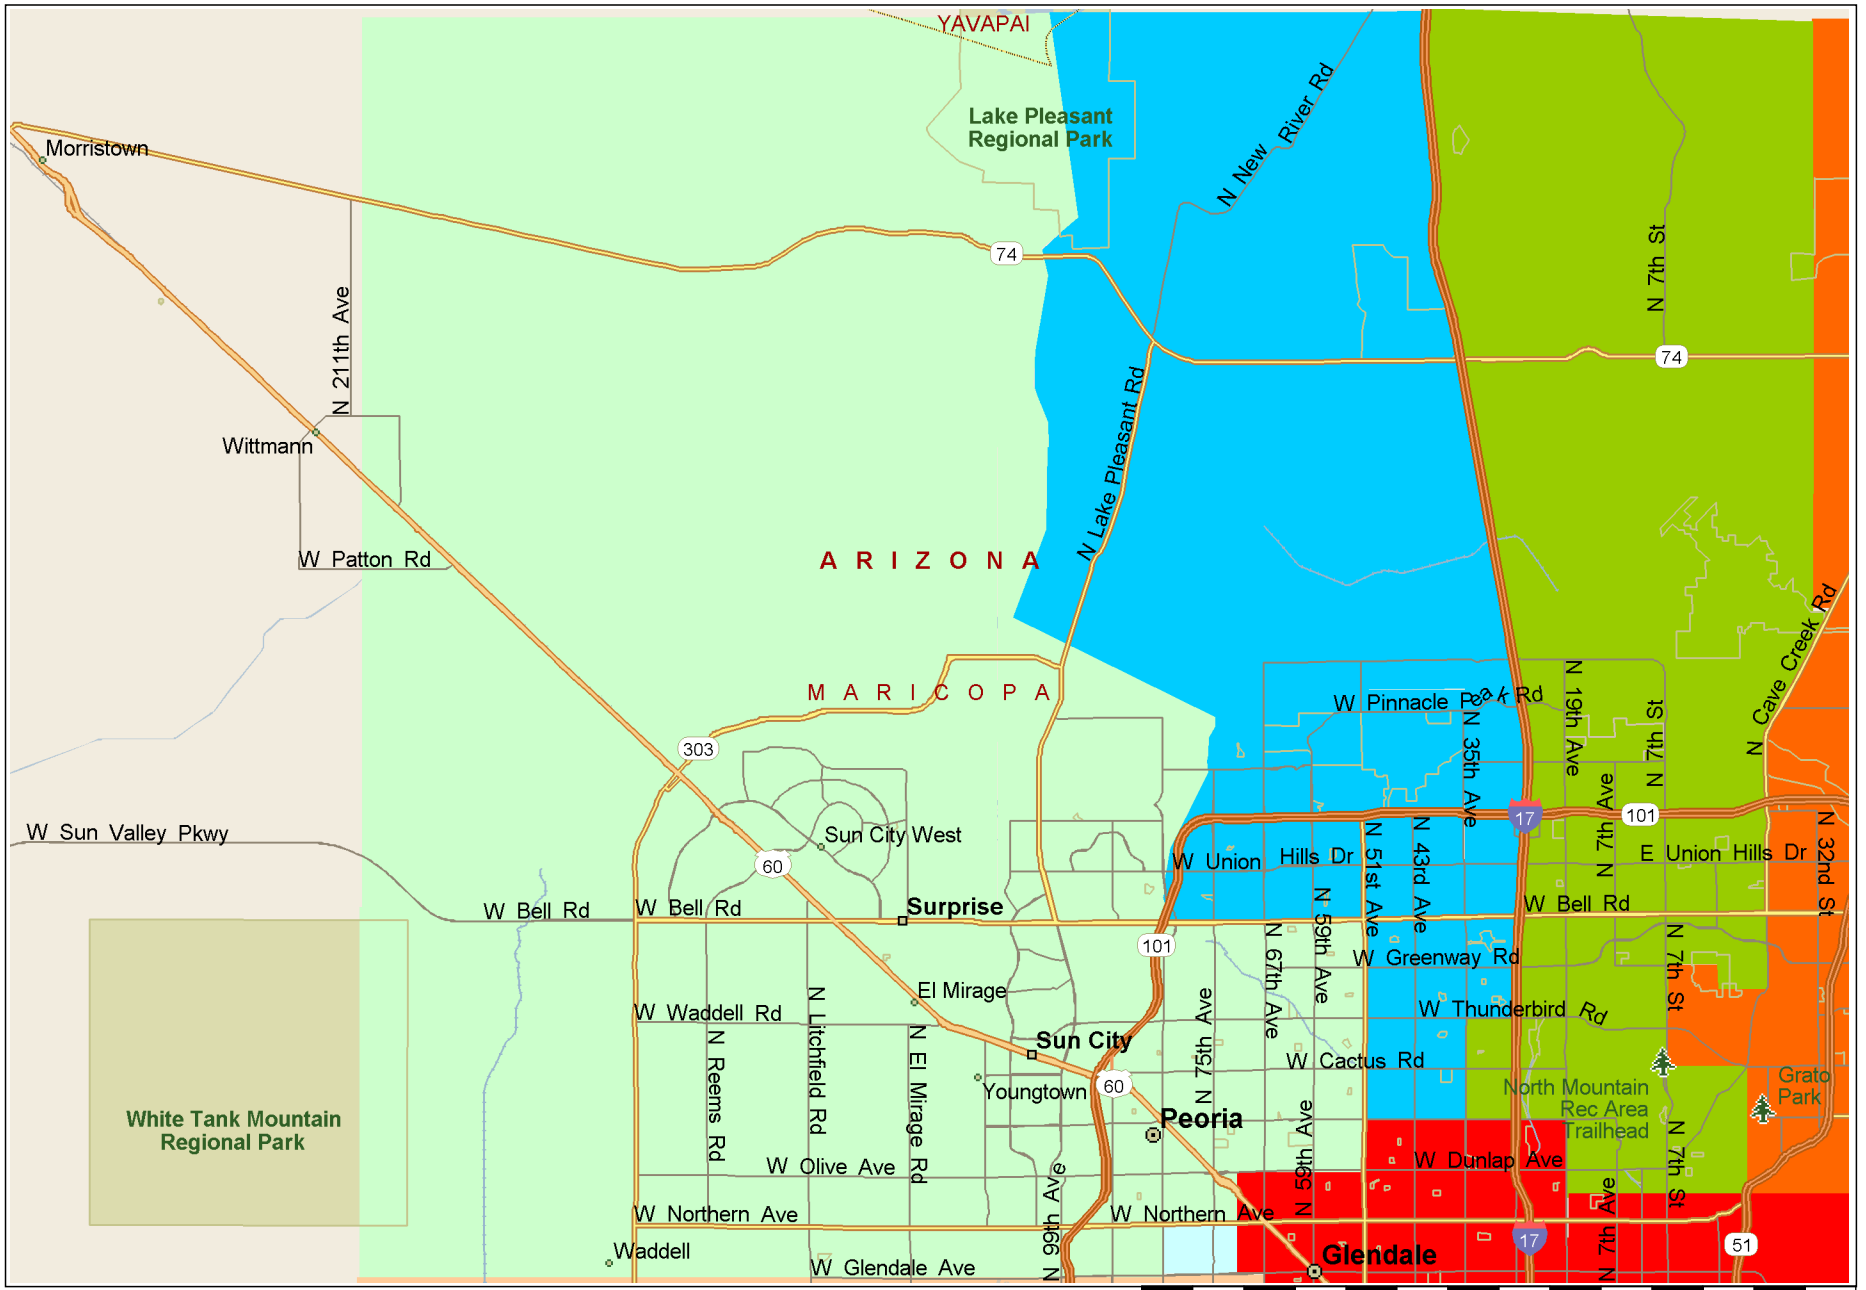 YAVAPAI
Lake Pleasant
Regional Park
N New River Rd
Morristown
74
N 7th St
N 211th Ave
74
N Lake Pleasant Rd
Wittmann
W Patton Rd
ARIZONA
N Cave Creek Rd
MARICOPA
W Pinnacle Peak Rd
N 19th Ave
N 7th St
N 35th Ave
303
N 7th Ave
17
101
W Sun Valley Pkwy
Sun City West
N 51st Ave
N 43rd Ave
N 32nd St
W Union Hills Dr
E Union Hills Dr
60
W Bell Rd
W Bell Rd
Surprise
W Bell Rd
N 59th Ave
N 67th Ave
N 7th St
101
W Greenway Rd
El Mirage
N Litchfield Rd
N 75th Ave
W Waddell Rd
W Thunderbird Rd
N Reems Rd
N El Mirage Rd
Sun City
W Cactus Rd
60
Youngtown
North Mountain
Rec Area
Trailhead
Grato
Park
White Tank Mountain
Regional Park
Peoria
N 59th Ave
N 7th St
W Olive Ave
W Dunlap Ave
N 99th Ave
N 7th Ave
W Northern Ave
W Northern Ave
17
51
Waddell
W Glendale Ave
Glendale